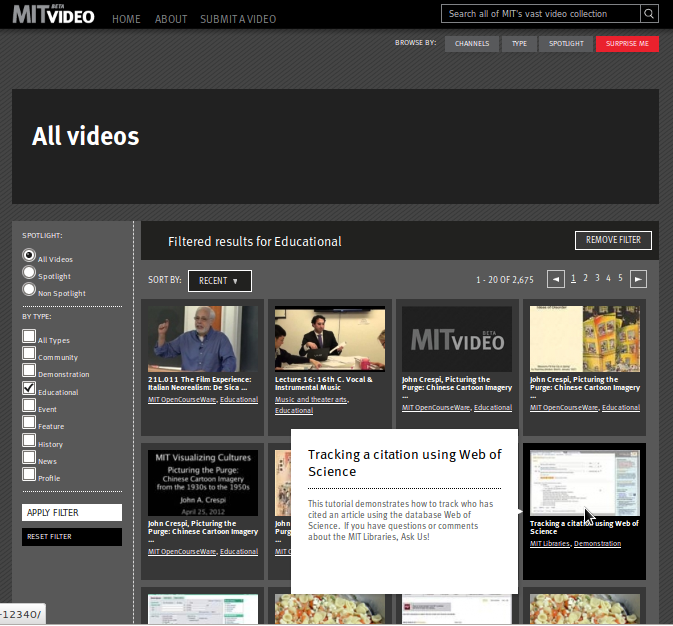 MIT BETA VIDEO
HOME ABOUT SUBMIT A VIDEO
Search all of MIT's vast video collection
BROWSE BY: CHANNELS TYPE SPOTLIGHT SURPRISE ME
All videos
SPOTLIGHT:
All Videos
Spotlight
Non Spotlight
BY TYPE:
All Types
Community
Demonstration
Educational
Event
Feature
History
News
Profile
APPLY FILTER
RESET FILTER
Filtered results for Educational
REMOVE FILTER
SORT BY: RECENT ▼
1 - 20 OF 2,675 ◄ 1 2 3 4 5 ►
21L.011 The Film Experience:
Italian Neorealism: De Sica ...
MIT OpenCourseWare, Educational
Lecture 16: 16th C. Vocal &
Instrumental Music
Music and theater arts,
Educational
MIT BETA VIDEO
John Crespi, Picturing the
Purge: Chinese Cartoon Imagery
...
MIT OpenCourseWare, Educational
John Crespi, Picturing the
Purge: Chinese Cartoon Imagery
...
MIT OpenCourseWare, Educational
MIT Visualizing Cultures
Picturing the Purge:
Chinese Cartoon Imagery
from the 1930s to the 1950s
John A. Crespi
April 25, 2012
John Crespi, Picturing the
Purge: Chinese Cartoon Imagery
...
MIT OpenCourseWare, Educational
Tracking a citation using Web of
Science
This tutorial demonstrates how to track who has
cited an article using the database Web of
Science. If you have questions or comments
about the MIT Libraries, Ask Us!
Tracking a citation using Web of
Science
MIT Libraries, Demonstration
-12340/